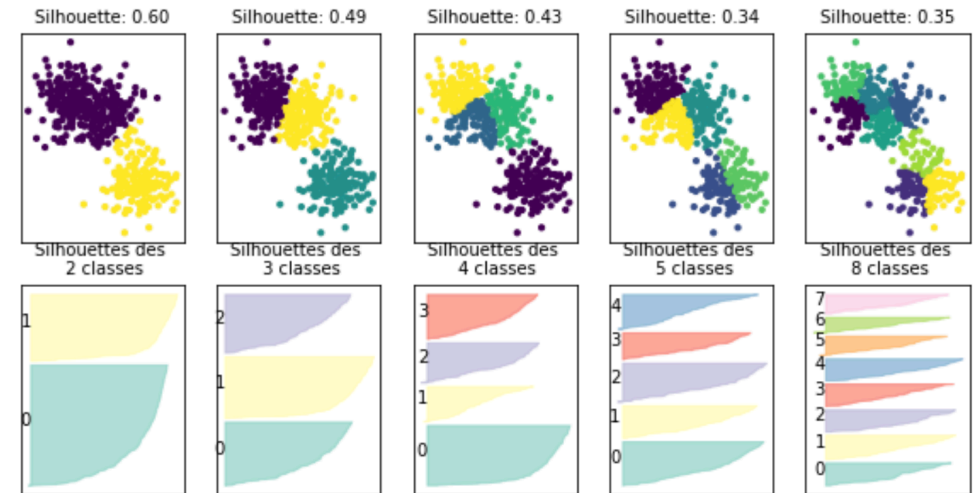 Silhouette: 0.60
Silhouette: 0.49
Silhouette: 0.43
Silhouette: 0.34
Silhouette: 0.35
Silhouettes des
2 classes
Silhouettes des
3 classes
Silhouettes des
4 classes
Silhouettes des
5 classes
Silhouettes des
8 classes
1
0
2
1
0
3
2
1
0
4
3
2
1
0
7
6
5
4
3
2
1
0